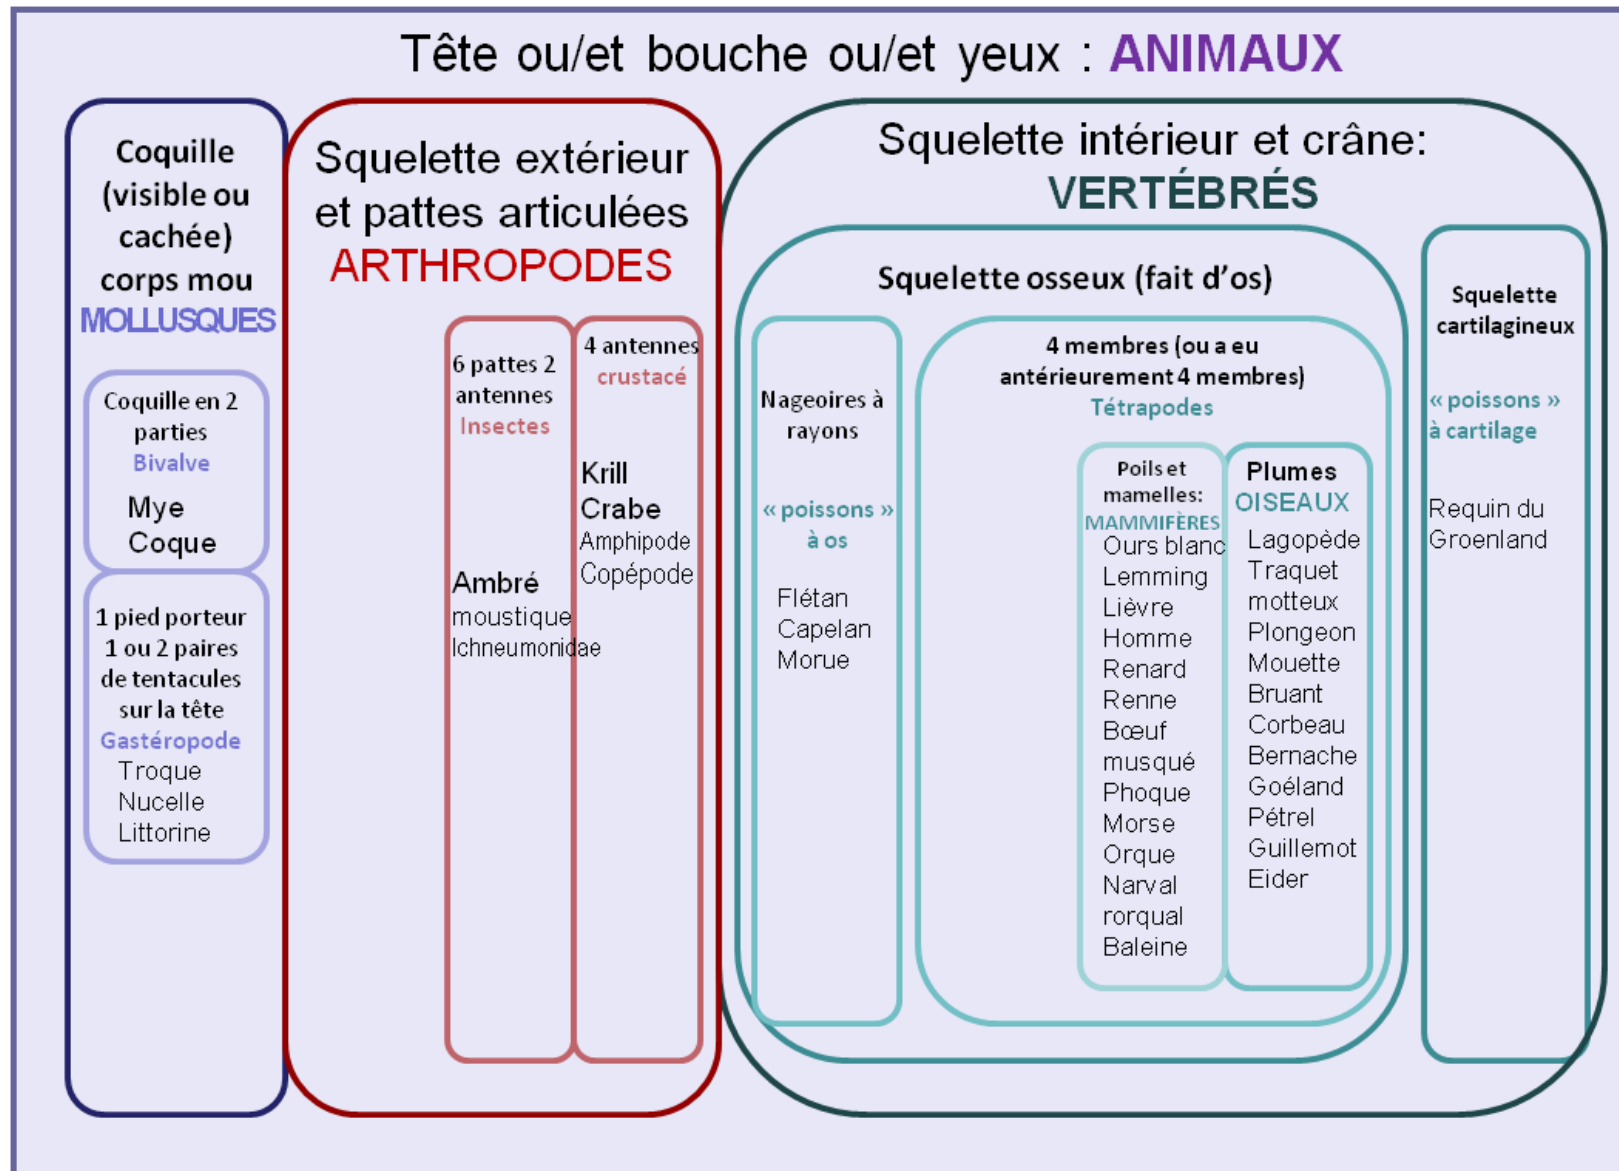 Tête ou/et bouche ou/et yeux : ANIMAUX
Coquille
(visible ou
cachée)
corps mou
MOLLUSQUES
Coquille en 2
parties
Bivalve
Mye
Coque
1 pied porteur
1 ou 2 paires
de tentacules
sur la tête
Gastéropode
Troque
Nucelle
Littorine
Squelette extérieur
et pattes articulées
ARTHROPODES
6 pattes 2
antennes
Insectes
Ambré
moustique
Ichneumonidae
4 antennes
crustacé
Krill
Crabe
Amphipode
Copépode
Squelette intérieur et crâne:
VERTÉBRÉS
Squelette osseux (fait d’os)
Nageoires à
rayons
« poissons »
à os
Flétan
Capelan
Morue
4 membres (ou a eu
antérieurement 4 membres)
Tétrapodes
Poils et
mamelles:
MAMMIFÈRES
Ours blanc
Lemming
Lièvre
Homme
Renard
Renne
Bœuf
musqué
Phoque
Morse
Orque
Narval
rorqual
Baleine
Plumes
OISEAUX
Lagopède
Traquet
motteux
Plongeon
Mouette
Bruant
Corbeau
Bernache
Goéland
Pétrel
Guillemot
Eider
Squelette
cartilagineux
« poissons »
à cartilage
Requin du
Groenland